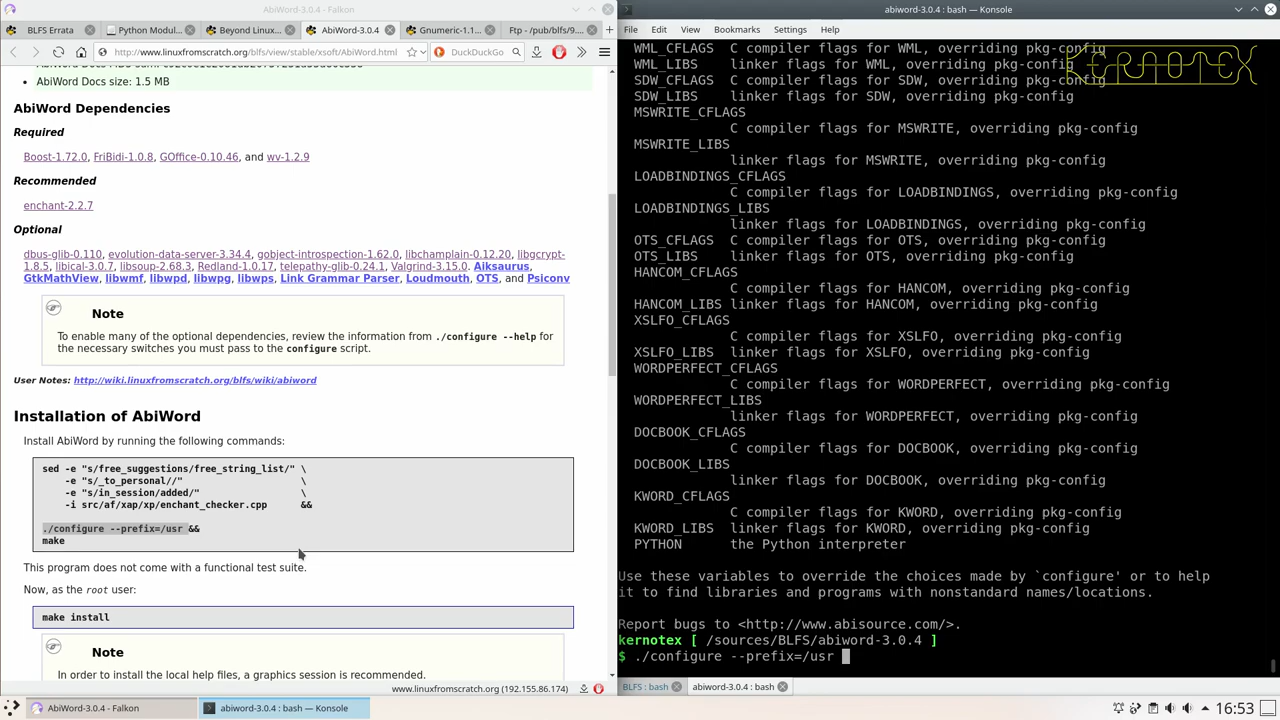 AbiWord-3.0.4 - Falkon
BLFS Errata
Python Modul...
Beyond Linux...
AbiWord-3.0.4
Gnumeric-1.1...
Ftp - pub/blfs/9....
http://www.linuxfromscratch.org/blfs/view/stable/xsoft/AbiWord.html
DuckDuckGo
AbiWord Docs size: 1.5 MB
AbiWord Dependencies
Required
Boost-1.72.0, FriBidi-1.0.8, GOffice-0.10.46, and wv-1.2.9
Recommended
enchant-2.2.7
Optional
dbus-glib-0.110, evolution-data-server-3.34.4, gobject-introspection-1.62.0, libchamplain-0.12.20, libgcrypt-
1.8.5, libical-3.0.7, libsoup-2.68.3, Redland-1.0.17, telepathy-glib-0.24.1, Valgrind-3.15.0, Aiksaurus,
GtkMathView, libwmf, libwpd, libwpg, libwps, Link Grammar Parser, Loudmouth, OTS, and Psiconv
Note
To enable many of the optional dependencies, review the information from ./configure --help for
the necessary switches you must pass to the configure script.
User Notes: http://wiki.linuxfromscratch.org/blfs/wiki/abiword
Installation of AbiWord
Install AbiWord by running the following commands:
sed -e "s/free_suggestions/free_string_list/" \
-e "s/_to_personal//" \
-e "s/in_session/added/" \
-i src/af/xap/xp/enchant_checker.cpp &&
./configure --prefix=/usr &&
make
This program does not come with a functional test suite.
Now, as the root user:
make install
Note
In order to install the local help files, a graphics session is recommended.
www.linuxfromscratch.org (192.155.86.174)
abiword-3.0.4 : bash — Konsole
File Edit View Bookmarks Settings Help
KERNOTEX
WML_CFLAGS C compiler flags for WML, overriding pkg-config
WML_LIBS linker flags for WML, overriding pkg-config
SDW_CFLAGS C compiler flags for SDW, overriding pkg-config
SDW_LIBS linker flags for SDW, overriding pkg-config
MSWRITE_CFLAGS
C compiler flags for MSWRITE, overriding pkg-config
MSWRITE_LIBS
linker flags for MSWRITE, overriding pkg-config
LOADBINDINGS_CFLAGS
C compiler flags for LOADBINDINGS, overriding pkg-config
LOADBINDINGS_LIBS
linker flags for LOADBINDINGS, overriding pkg-config
OTS_CFLAGS C compiler flags for OTS, overriding pkg-config
OTS_LIBS linker flags for OTS, overriding pkg-config
HANCOM_CFLAGS
C compiler flags for HANCOM, overriding pkg-config
HANCOM_LIBS linker flags for HANCOM, overriding pkg-config
XSLFO_CFLAGS
C compiler flags for XSLFO, overriding pkg-config
XSLFO_LIBS linker flags for XSLFO, overriding pkg-config
WORDPERFECT_CFLAGS
C compiler flags for WORDPERFECT, overriding pkg-config
WORDPERFECT_LIBS
linker flags for WORDPERFECT, overriding pkg-config
DOCBOOK_CFLAGS
C compiler flags for DOCBOOK, overriding pkg-config
DOCBOOK_LIBS
linker flags for DOCBOOK, overriding pkg-config
KWORD_CFLAGS
C compiler flags for KWORD, overriding pkg-config
KWORD_LIBS linker flags for KWORD, overriding pkg-config
PYTHON the Python interpreter
Use these variables to override the choices made by `configure' or to help
it to find libraries and programs with nonstandard names/locations.
Report bugs to <http://www.abisource.com/>.
kernotex [ /sources/BLFS/abiword-3.0.4 ]
$ ./configure --prefix=/usr
BLFS : bash
abiword-3.0.4 : bash
AbiWord-3.0.4 - Falkon
abiword-3.0.4 : bash — Konsole
16:53